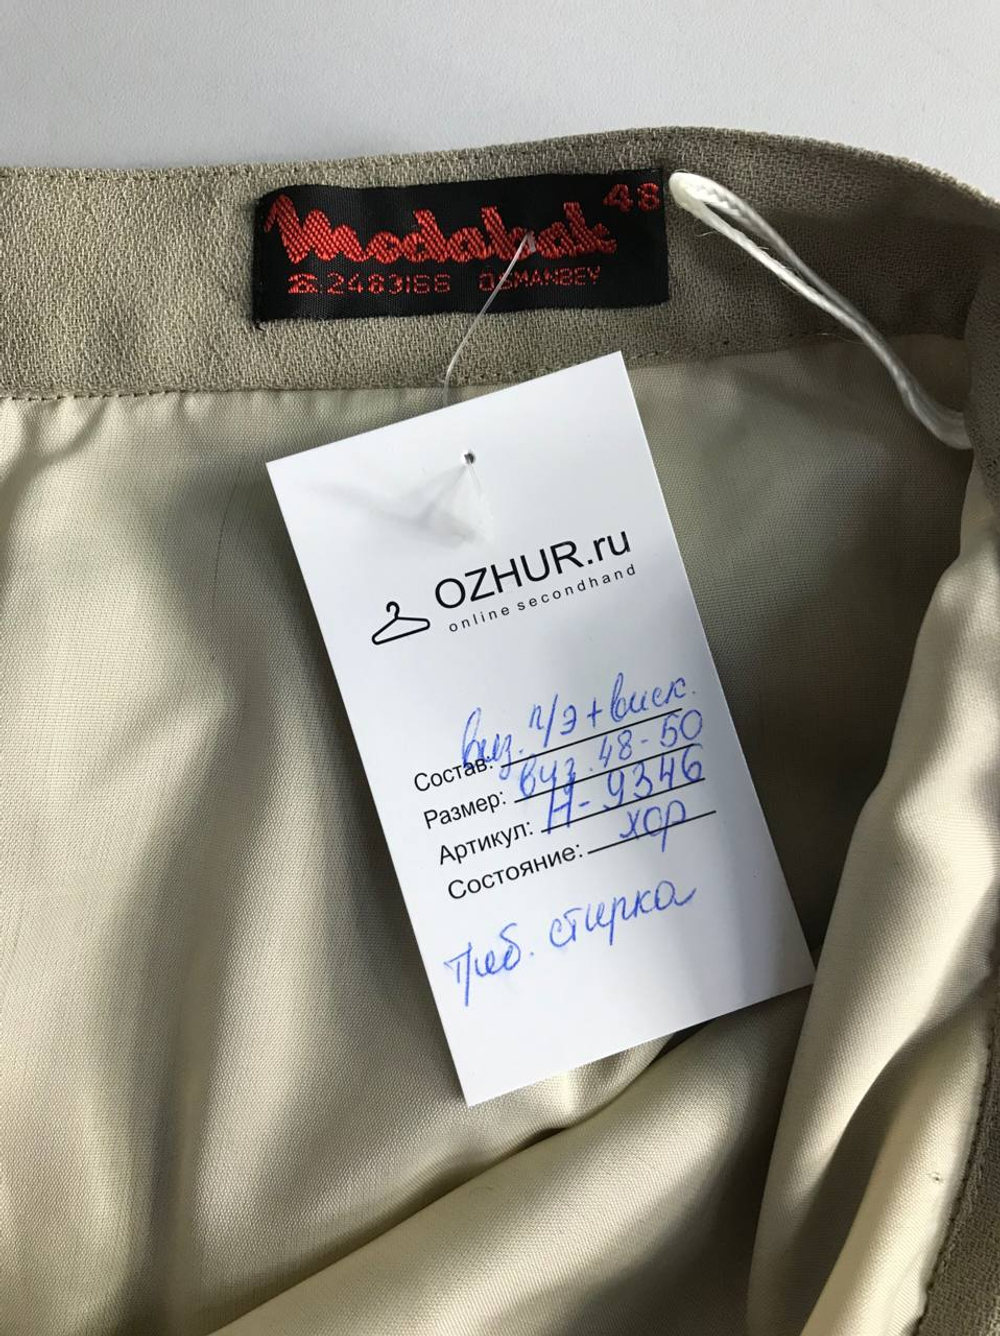 Modabak 48
☎.2483166 OSMANBEY
OZHUR.ru
online secondhand
Состав: виз. п/э + виск.
Размер: виз. 48-50
Артикул: Н-9346
Состояние: хор
треб. стирка